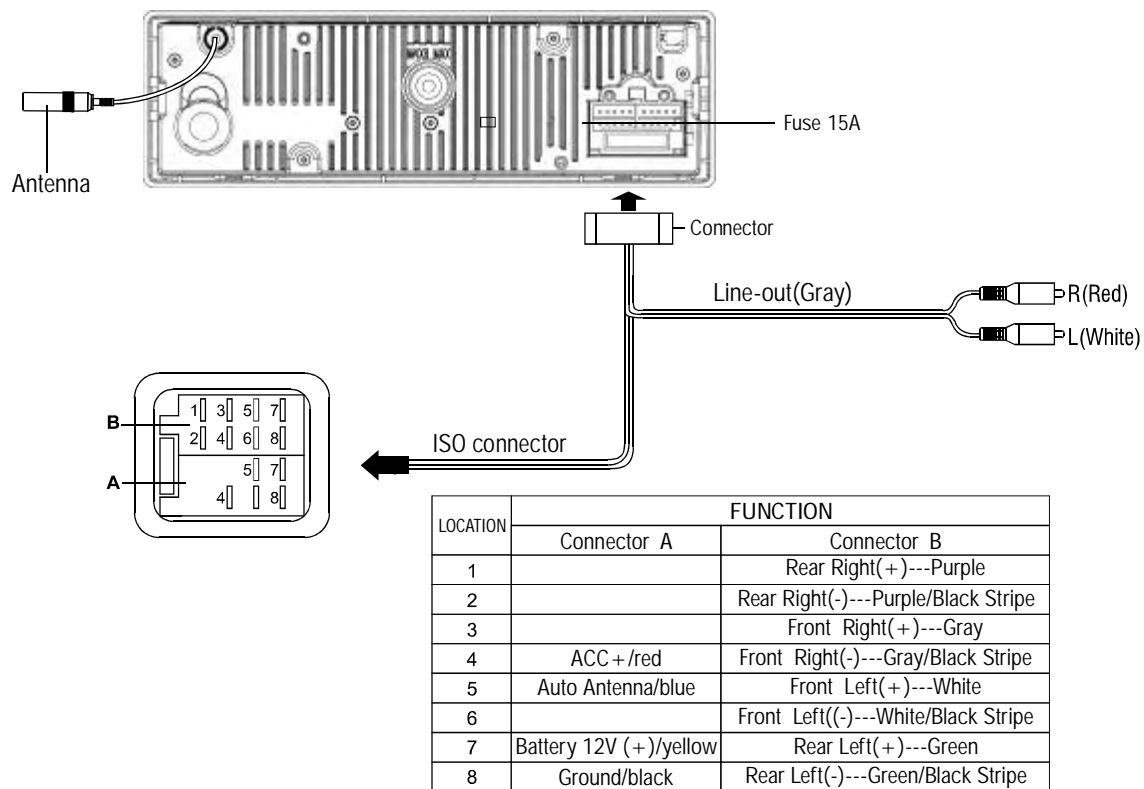 Antenna
Fuse 15A
Connector
Line-out(Gray)
R(Red)
L(White)
ISO connector
B
1 3 5 7
2 4 6 8
A
5 7
4 8
LOCATION FUNCTION
Connector A Connector B
1 Rear Right(+)---Purple
2 Rear Right(-)---Purple/Black Stripe
3 Front Right(+)---Gray
4 ACC+/red Front Right(-)---Gray/Black Stripe
5 Auto Antenna/blue Front Left(+)---White
6 Front Left((-)---White/Black Stripe
7 Battery 12V (+)/yellow Rear Left(+)---Green
8 Ground/black Rear Left(-)---Green/Black Stripe